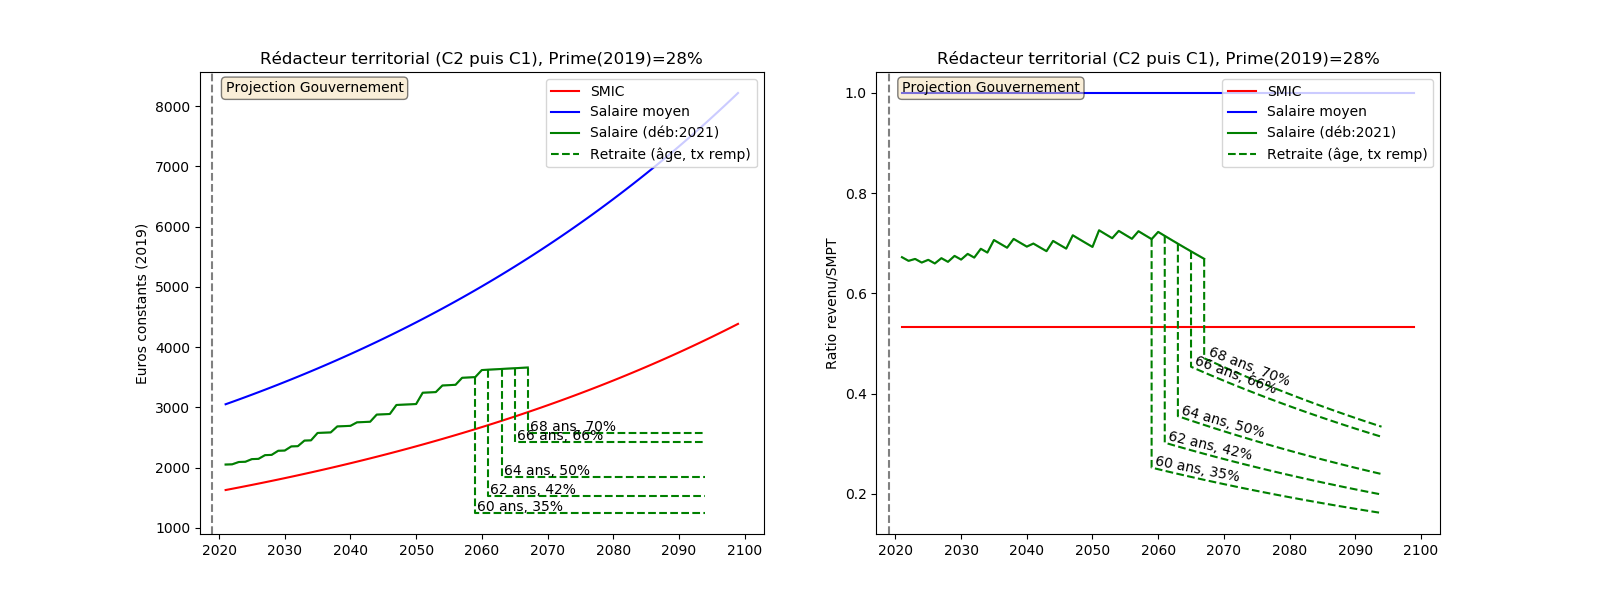 Rédacteur territorial (C2 puis C1), Prime(2019)=28%
Projection Gouvernement
SMIC
Salaire moyen
Salaire (déb:2021)
Retraite (âge, tx remp)
Euros constants (2019)
8000
7000
6000
5000
4000
3000
2000
1000
68 ans, 70%
66 ans, 66%
64 ans, 50%
62 ans, 42%
60 ans, 35%
2020 2030 2040 2050 2060 2070 2080 2090 2100
Rédacteur territorial (C2 puis C1), Prime(2019)=28%
Projection Gouvernement
SMIC
Salaire moyen
Salaire (déb:2021)
Retraite (âge, tx remp)
Ratio revenu/SMPT
1.0
0.8
0.6
0.4
0.2
68 ans, 70%
66 ans, 66%
64 ans, 50%
62 ans, 42%
60 ans, 35%
2020 2030 2040 2050 2060 2070 2080 2090 2100